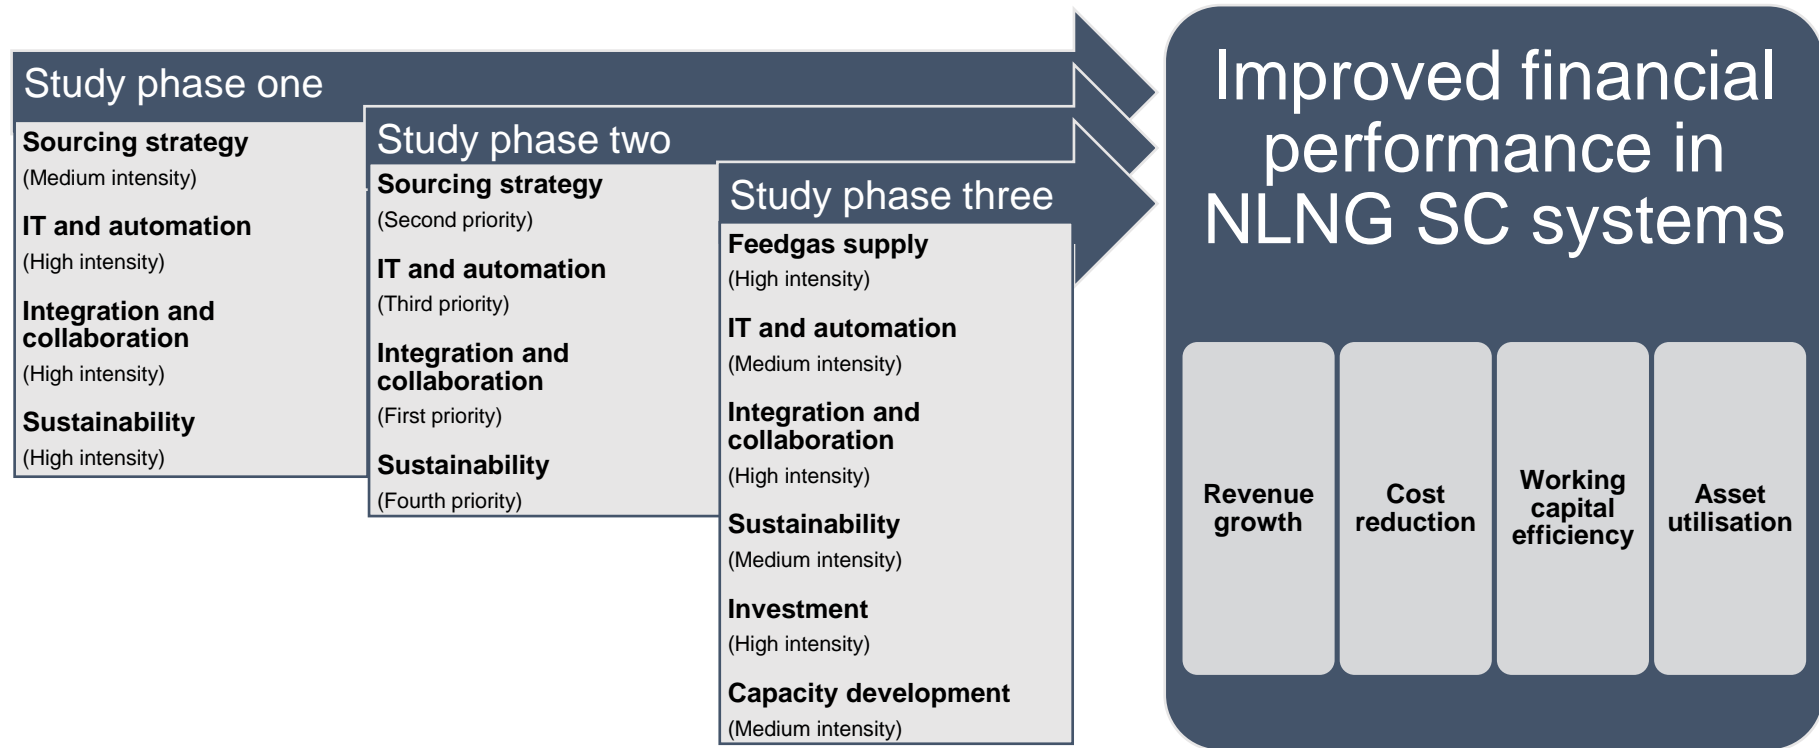 Study phase one
Sourcing strategy
(Medium intensity)
IT and automation
(High intensity)
Integration and
collaboration
(High intensity)
Sustainability
(High intensity)
Study phase two
Sourcing strategy
(Second priority)
IT and automation
(Third priority)
Integration and
collaboration
(First priority)
Sustainability
(Fourth priority)
Study phase three
Feedgas supply
(High intensity)
IT and automation
(Medium intensity)
Integration and
collaboration
(High intensity)
Sustainability
(Medium intensity)
Investment
(High intensity)
Capacity development
(Medium intensity)
Improved financial
performance in
NLNG SC systems
Revenue
growth
Cost
reduction
Working
capital
efficiency
Asset
utilisation